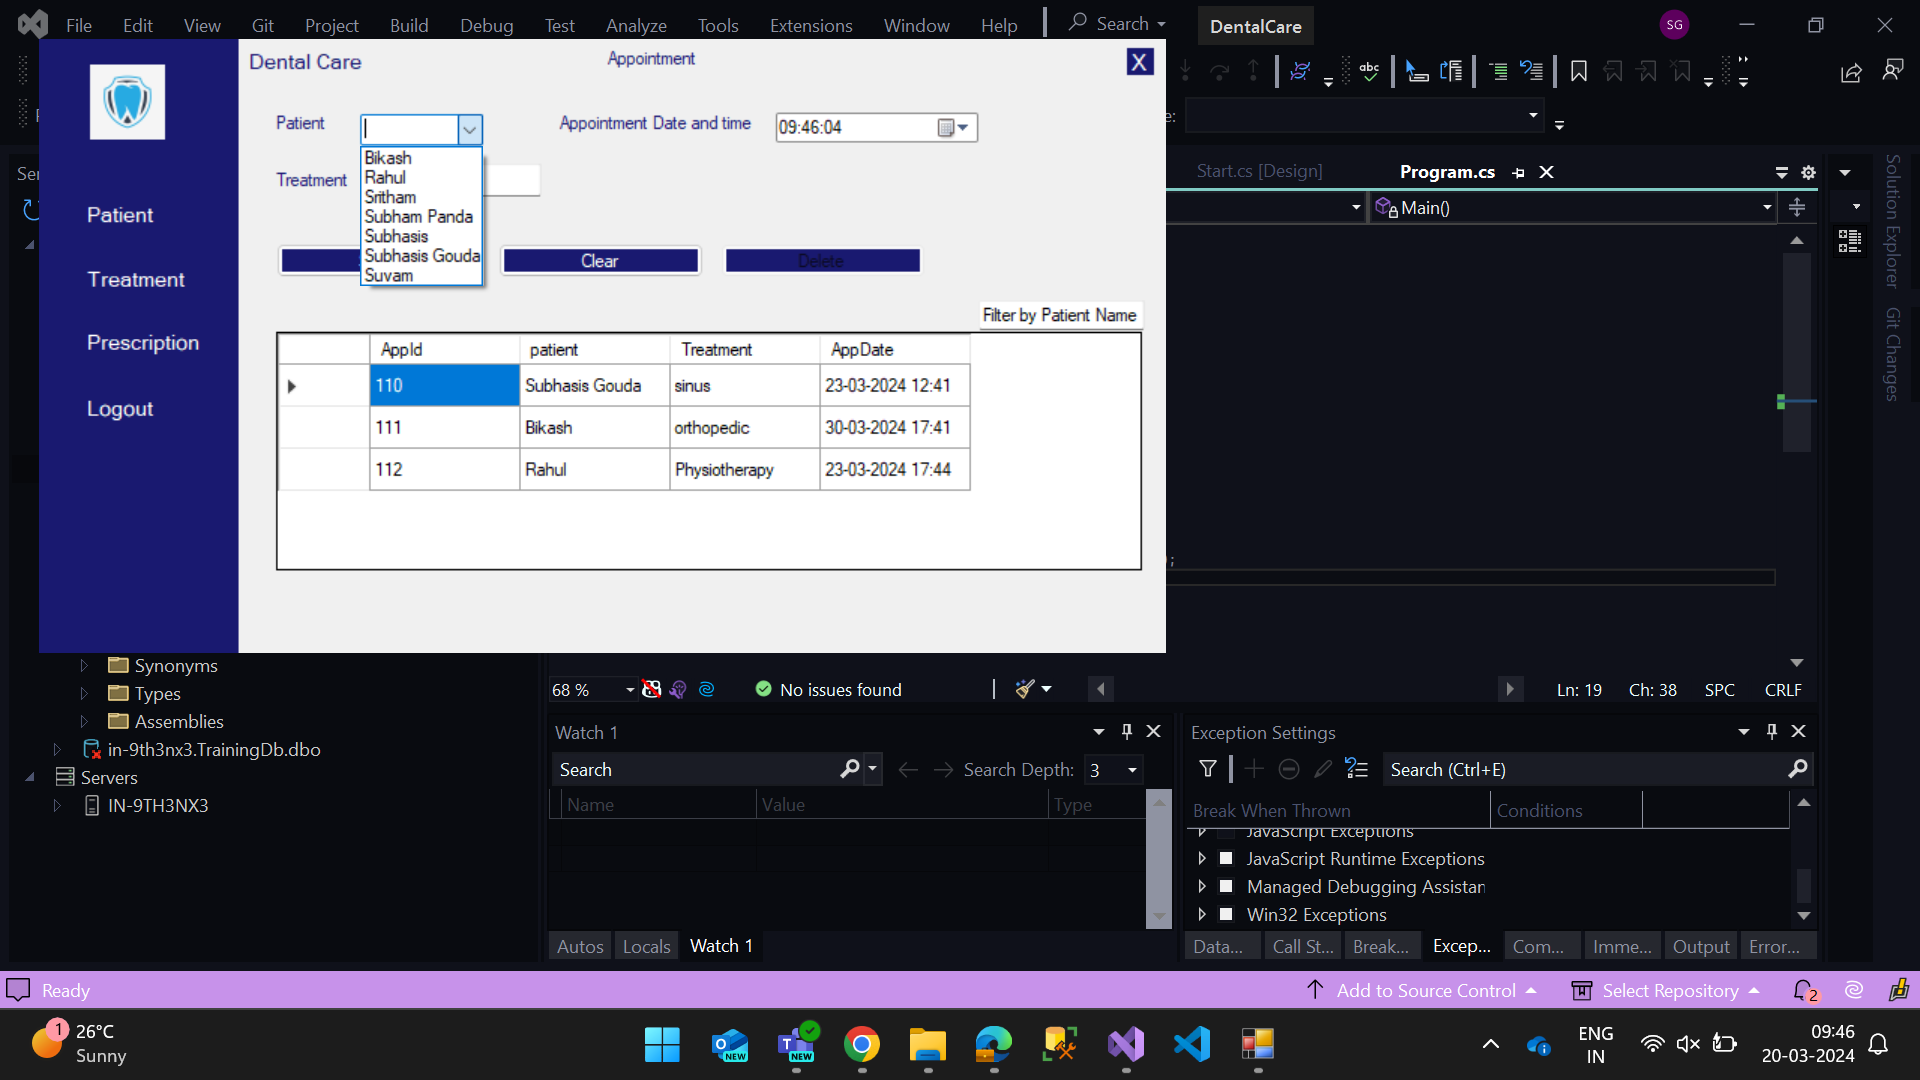 File Edit View Git Project Build Debug Test Analyze Tools Extensions Window Help Search DentalCare SG
Dental Care Appointment X
abc
Patient Appointment Date and time 09:46:04
e:
Bikash
Rahul
Sritham
Subham Panda
Subhasis
Subhasis Gouda
Suvam
Treatment
Clear Delete
Filter by Patient Name
AppId patient Treatment AppDate
110 Subhasis Gouda sinus 23-03-2024 12:41
111 Bikash orthopedic 30-03-2024 17:41
112 Rahul Physiotherapy 23-03-2024 17:44
Patient
Treatment
Prescription
Logout
Ser
Start.cs [Design] Program.cs
Main()
);
Solution Explorer
Git Changes
Synonyms
Types
Assemblies
in-9th3nx3.TrainingDb.dbo
Servers
IN-9TH3NX3
68 % No issues found Ln: 19 Ch: 38 SPC CRLF
Watch 1
Search Search Depth: 3
Name Value Type
Autos Locals Watch 1
Exception Settings
Search (Ctrl+E)
Break When Thrown Conditions
JavaScript Exceptions
JavaScript Runtime Exceptions
Managed Debugging Assistan
Win32 Exceptions
Data... Call St... Break... Excep... Com... Imme... Output Error...
Ready Add to Source Control Select Repository 2
1 26°C
Sunny
NEW NEW
ENG
IN
09:46
20-03-2024